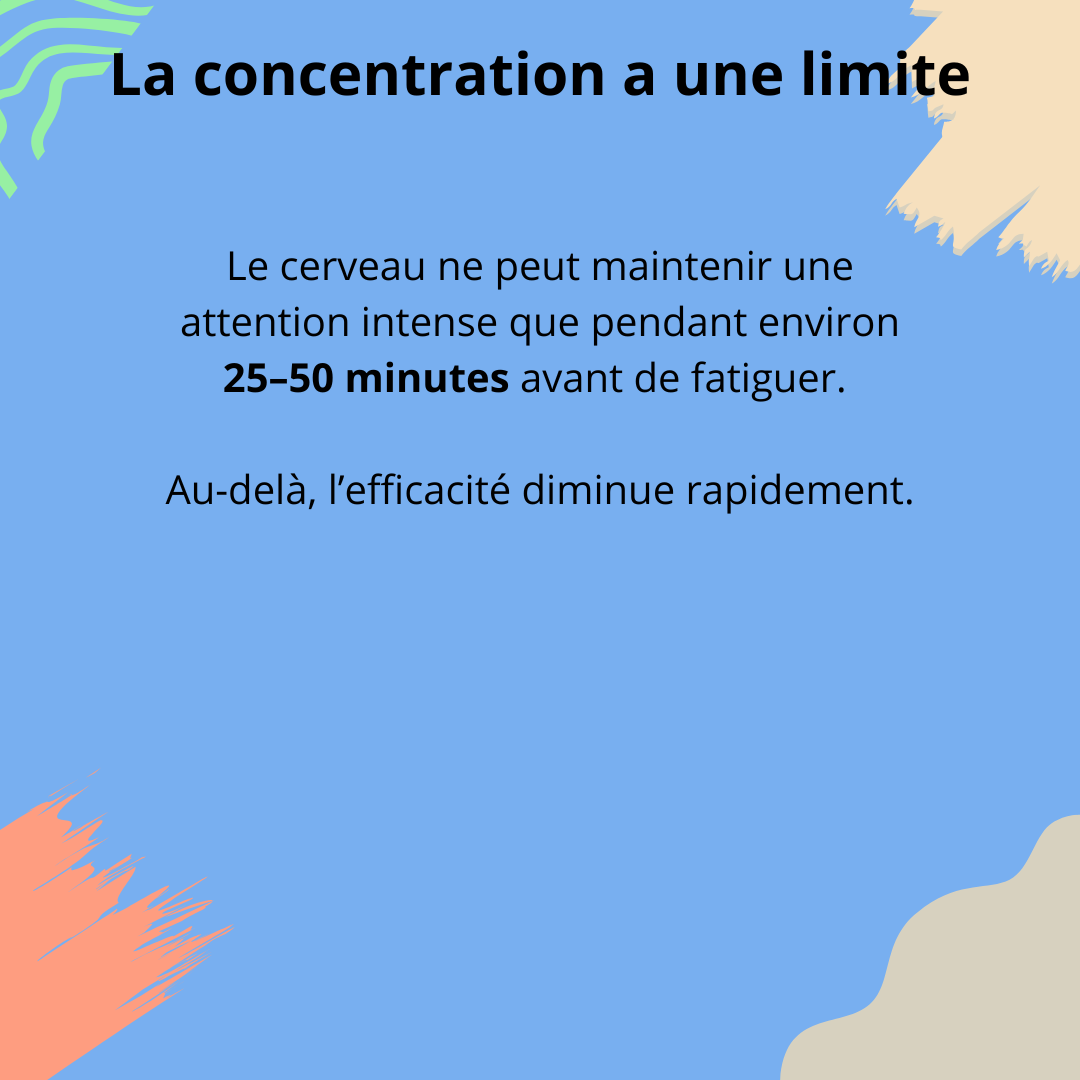 La concentration a une limite
Le cerveau ne peut maintenir une
attention intense que pendant environ
25–50 minutes avant de fatiguer.
Au-delà, l’efficacité diminue rapidement.